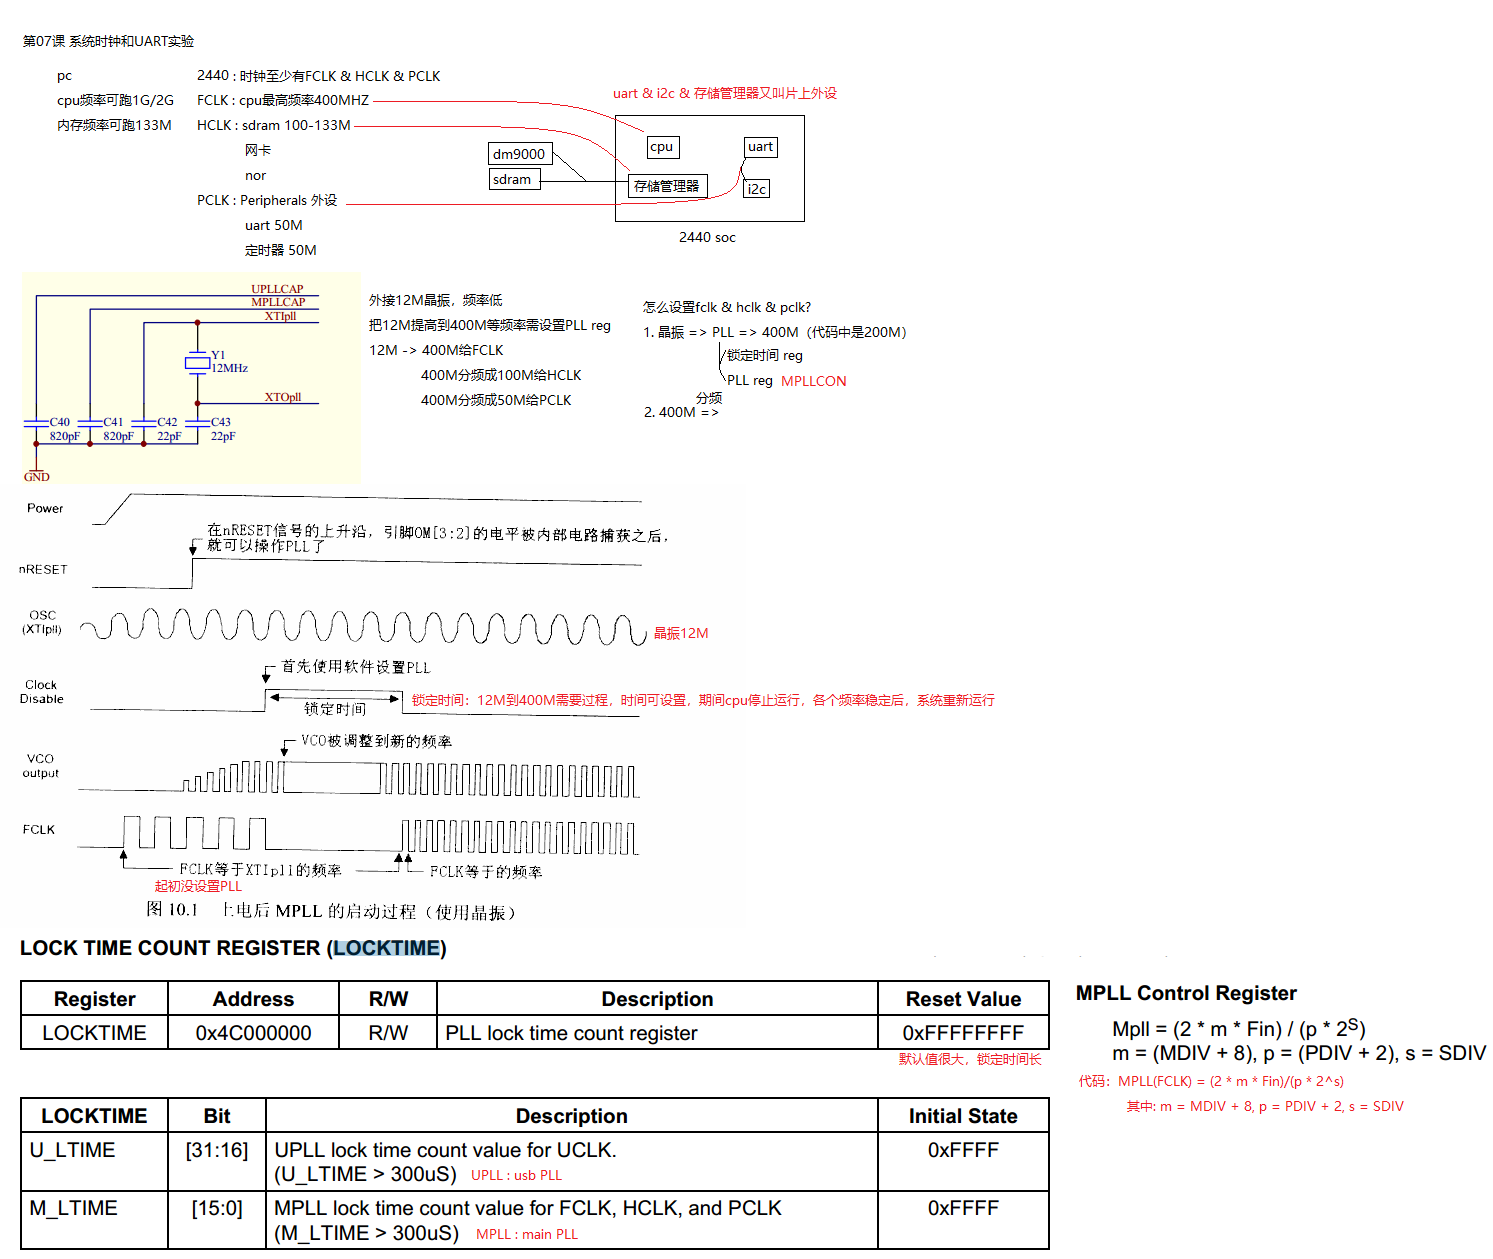 第07课 系统时钟和UART实验
pc
cpu频率可跑1G/2G
内存频率可跑133M
2440 : 时钟至少有FCLK & HCLK & PCLK
FCLK : cpu最高频率400MHZ
HCLK : sdram 100-133M
网卡
nor
PCLK : Peripherals 外设
uart 50M
定时器 50M
uart & i2c & 存储管理器又叫片上外设
cpu
uart
dm9000
sdram
存储管理器
i2c
2440 soc
UPLLCAP
MPLLCAP
XTIpll
Y1
12MHz
XTOpll
C40
820pF
C41
820pF
C42
22pF
C43
22pF
GND
外接12M晶振，频率低
把12M提高到400M等频率需设置PLL reg
12M -> 400M给FCLK
400M分频成100M给HCLK
400M分频成50M给PCLK
怎么设置fclk & hclk & pclk?
1. 晶振 => PLL => 400M（代码中是200M）
锁定时间 reg
PLL reg MPLLCON
分频
2. 400M =>
Power
在nRESET信号的上升沿，引脚OM[3:2]的电平被内部电路捕获之后，
就可以操作PLL了
nRESET
OSC
(XTIpll)
晶振12M
首先使用软件设置PLL
Clock
Disable
锁定时间
锁定时间：12M到400M需要过程，时间可设置，期间cpu停止运行，各个频率稳定后，系统重新运行
VCO被调整到新的频率
VCO
output
FCLK
FCLK等于XTIpll的频率
FCLK等于的频率
起初没设置PLL
图 10.1 上电后 MPLL 的启动过程（使用晶振）
LOCK TIME COUNT REGISTER (LOCKTIME)
Register Address R/W Description Reset Value
LOCKTIME 0x4C000000 R/W PLL lock time count register 0xFFFFFFFF
默认值很大，锁定时间长
MPLL Control Register
Mpll = (2 * m * Fin) / (p * 2S)
m = (MDIV + 8), p = (PDIV + 2), s = SDIV
代码：MPLL(FCLK) = (2 * m * Fin)/(p * 2^s)
其中: m = MDIV + 8, p = PDIV + 2, s = SDIV
LOCKTIME Bit Description Initial State
U_LTIME [31:16] UPLL lock time count value for UCLK. 0xFFFF
(U_LTIME > 300uS) UPLL : usb PLL
M_LTIME [15:0] MPLL lock time count value for FCLK, HCLK, and PCLK 0xFFFF
(M_LTIME > 300uS) MPLL : main PLL